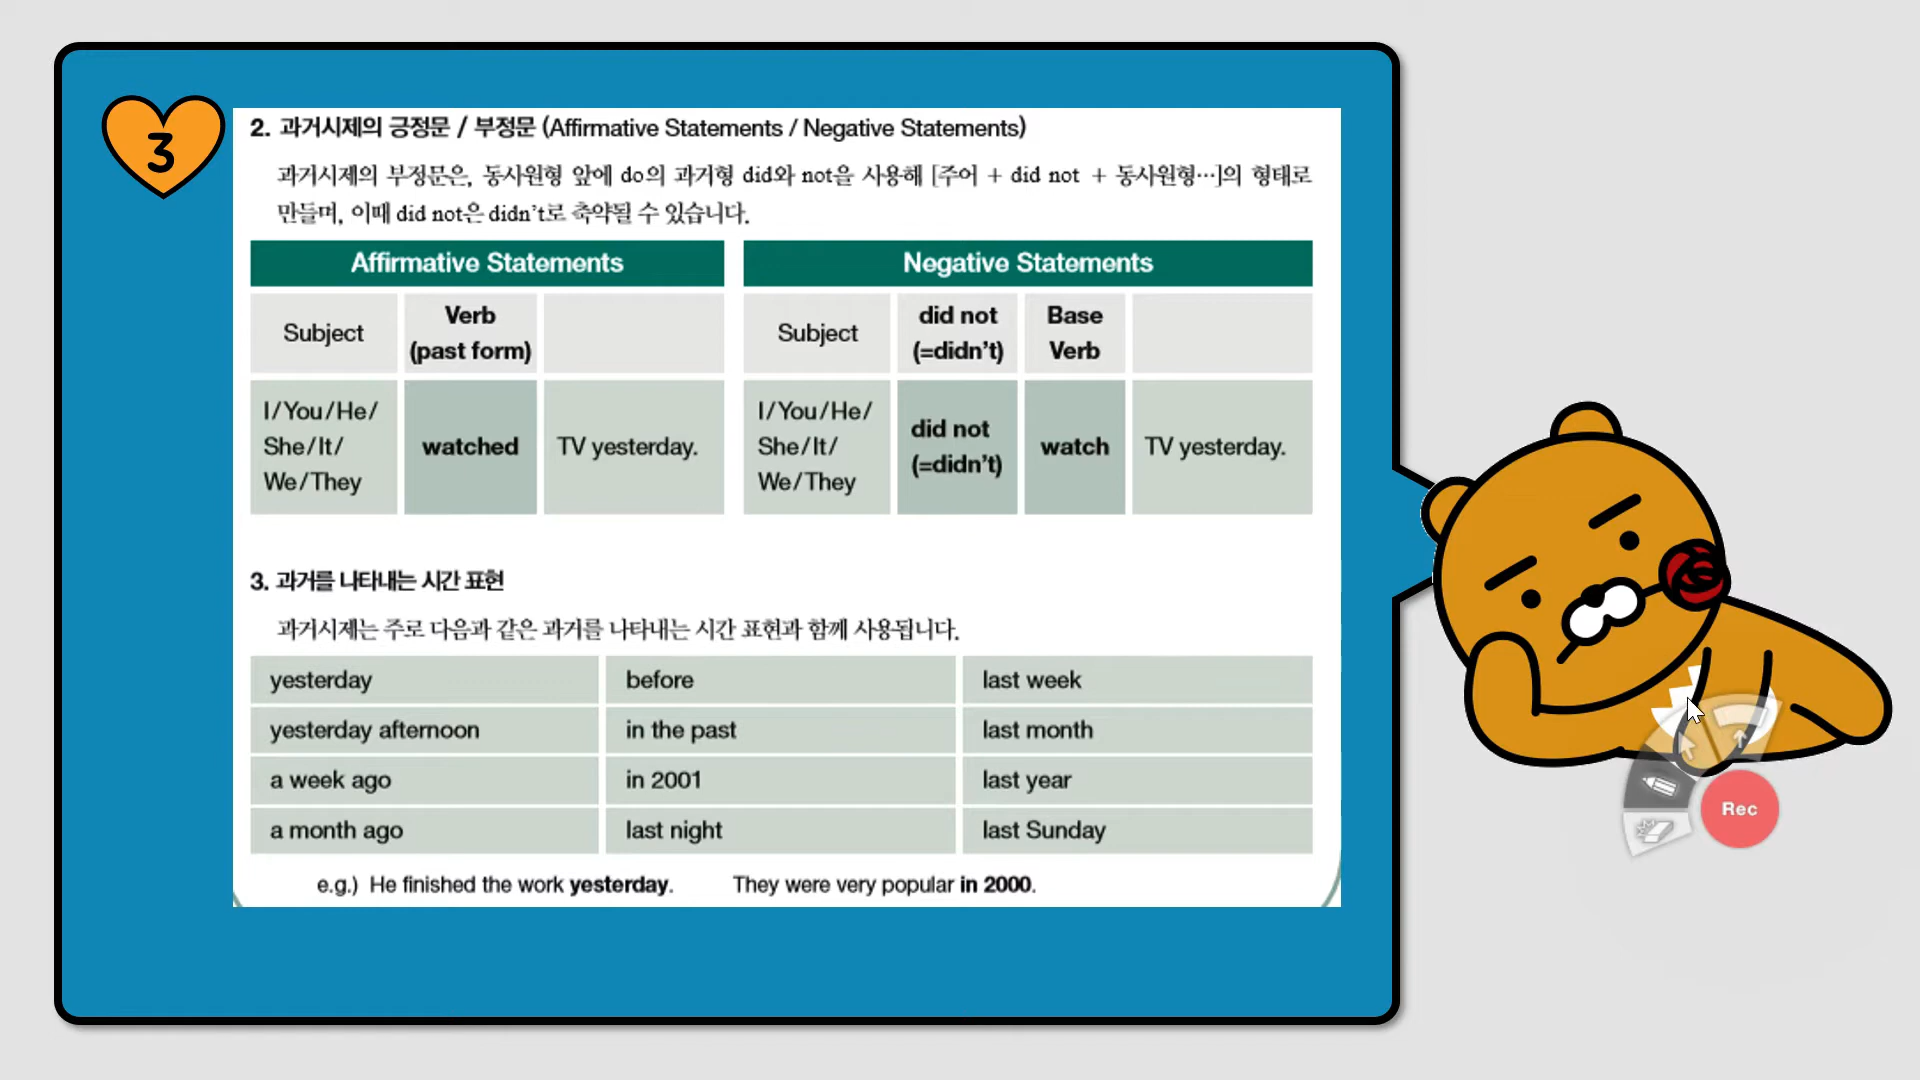 3
2. 과거시제의 긍정문 / 부정문 (Affirmative Statements / Negative Statements)
과거시제의 부정문은, 동사원형 앞에 do의 과거형 did와 not을 사용해 [주어 + did not + 동사원형…]의 형태로
만들며, 이때 did not은 didn't로 축약될 수 있습니다.
Affirmative Statements
Subject
Verb
(past form)
I/You/He/
She/It/
We/They
watched
TV yesterday.
Negative Statements
Subject
did not
(=didn't)
Base
Verb
I/You/He/
She/It/
We/They
did not
(=didn't)
watch
TV yesterday.
3. 과거를 나타내는 시간 표현
과거시제는 주로 다음과 같은 과거를 나타내는 시간 표현과 함께 사용됩니다.
yesterday before last week
yesterday afternoon in the past last month
a week ago in 2001 last year
a month ago last night last Sunday
e.g.) He finished the work yesterday. They were very popular in 2000.
Rec